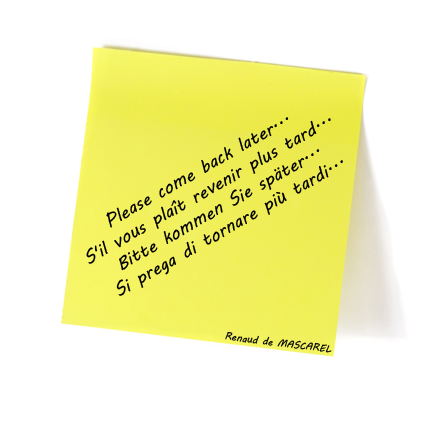 Please come back later...
S'il vous plaît revenir plus tard...
Bitte kommen Sie später...
Si prega di tornare più tardi...
Renaud de MASCAREL